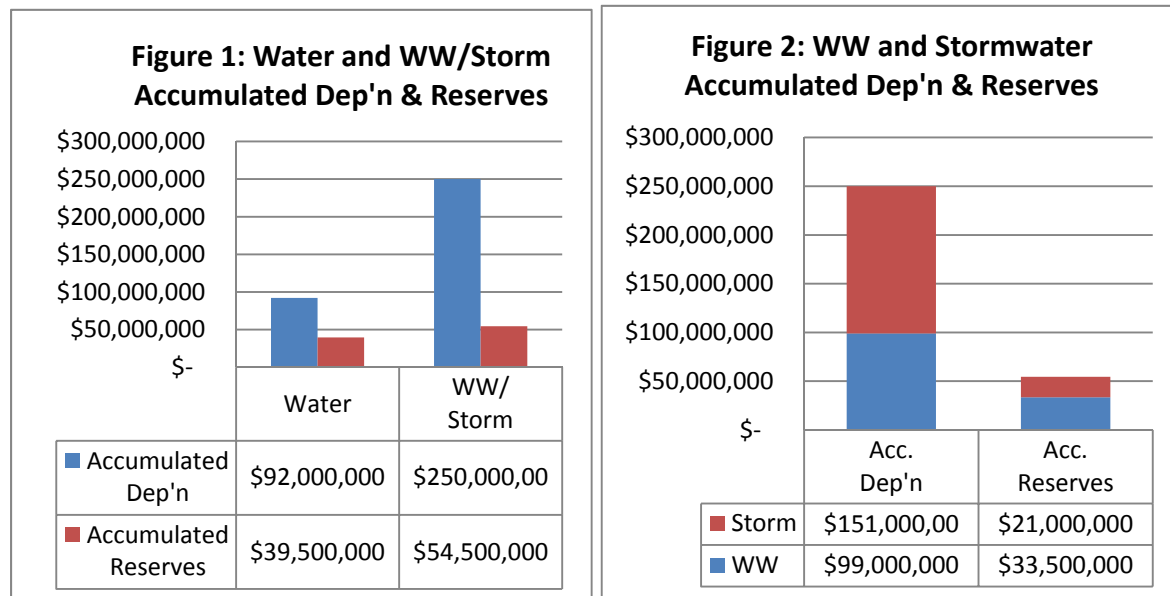 Figure 1: Water and WW/Storm
Accumulated Dep'n & Reserves
$300,000,000
$250,000,000
$200,000,000
$150,000,000
$100,000,000
$50,000,000
$-
Water
WW/
Storm
Accumulated
Dep'n
$92,000,000
$250,000,00
Accumulated
Reserves
$39,500,000
$54,500,000
Figure 2: WW and Stormwater
Accumulated Dep'n & Reserves
$300,000,000
$250,000,000
$200,000,000
$150,000,000
$100,000,000
$50,000,000
$-
Acc.
Dep'n
Acc.
Reserves
Storm
$151,000,00
$21,000,000
WW
$99,000,000
$33,500,000